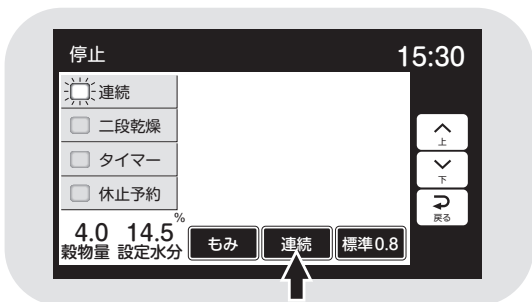 停止 15:30
連続
二段乾燥
タイマー
休止予約
上
下
戻る
4.0 14.5%
穀物量 設定水分
もみ 連続 標準0.8